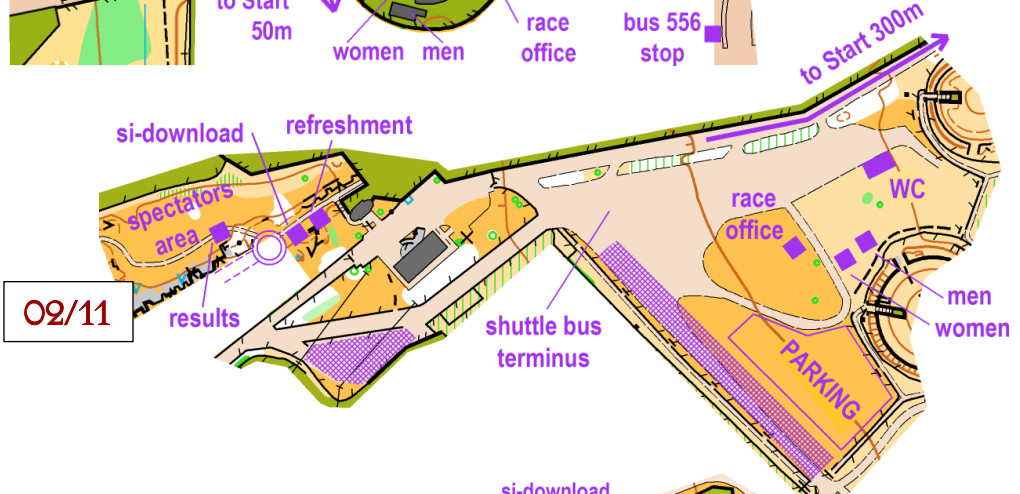 to Start
50m
women
men
race
office
bus 556
stop
to Start 300m
si-download
refreshment
spectators
area
results
race
office
WC
men
women
shuttle bus
terminus
PARKING
02/11
si-download